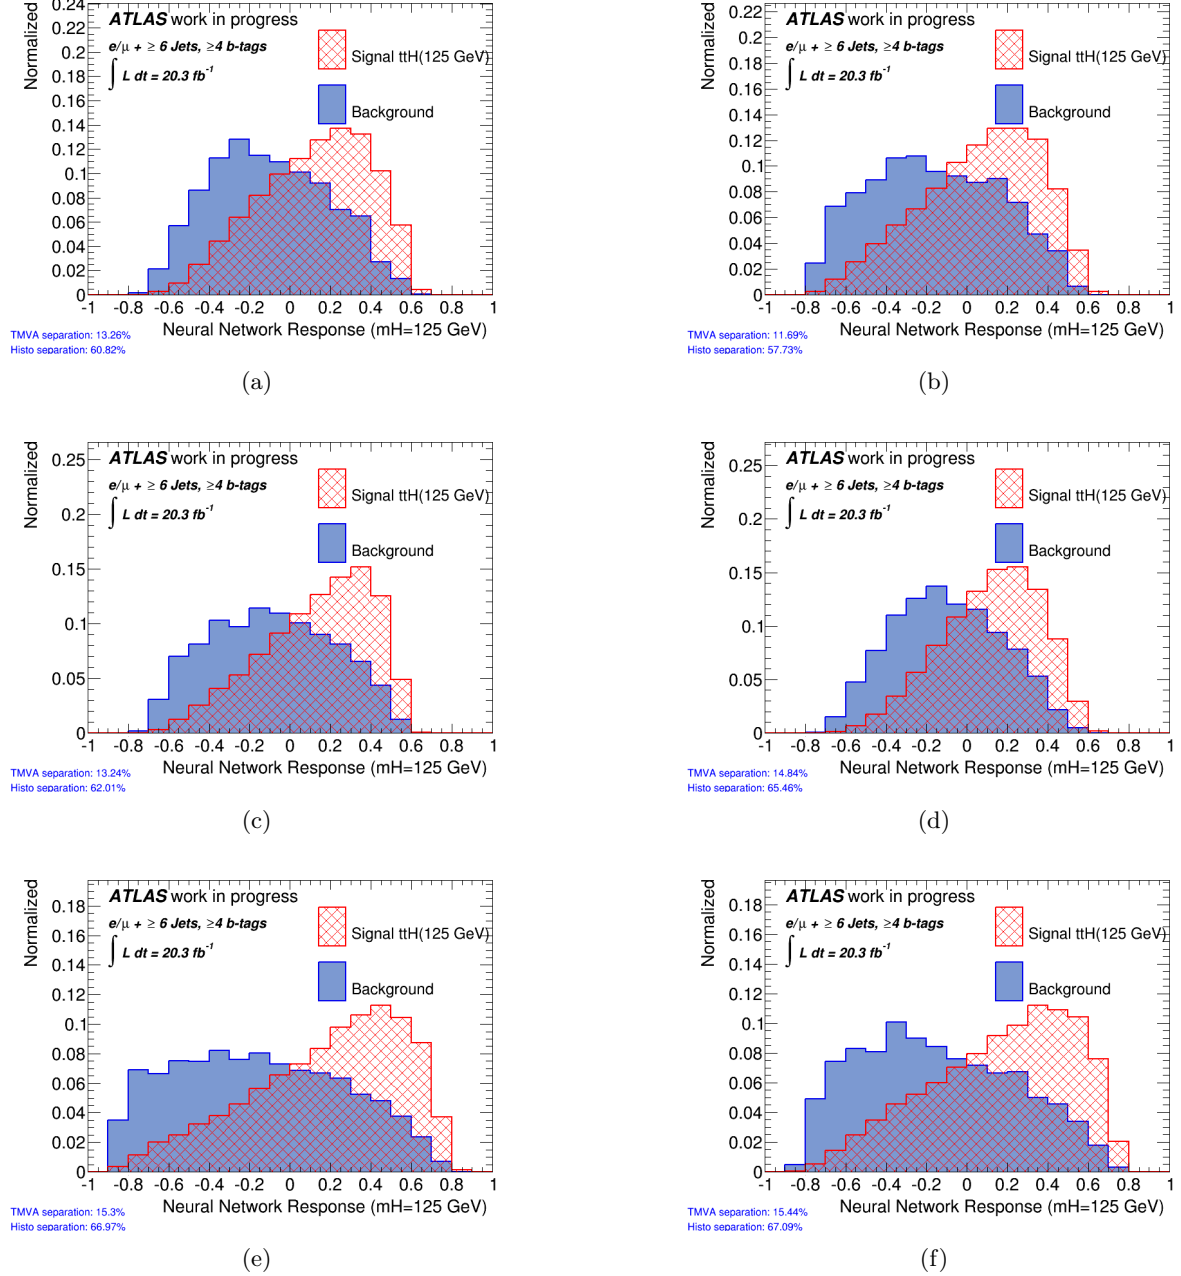 Normalized
0.24
0.22
0.2
0.18
0.16
0.14
0.12
0.1
0.08
0.06
0.04
0.02
0
ATLAS work in progress
e/μ + ≥ 6 Jets, ≥4 b-tags
∫ L dt = 20.3 fb-1
Signal ttH(125 GeV)
Background
-1 -0.8 -0.6 -0.4 -0.2 0 0.2 0.4 0.6 0.8 1
Neural Network Response (mH=125 GeV)
TMVA separation: 13.26%
Histo separation: 60.82%
(a)
Normalized
0.22
0.2
0.18
0.16
0.14
0.12
0.1
0.08
0.06
0.04
0.02
0
ATLAS work in progress
e/μ + ≥ 6 Jets, ≥4 b-tags
∫ L dt = 20.3 fb-1
Signal ttH(125 GeV)
Background
-1 -0.8 -0.6 -0.4 -0.2 0 0.2 0.4 0.6 0.8 1
Neural Network Response (mH=125 GeV)
TMVA separation: 11.69%
Histo separation: 57.73%
(b)
Normalized
0.25
0.2
0.15
0.1
0.05
0
ATLAS work in progress
e/μ + ≥ 6 Jets, ≥4 b-tags
∫ L dt = 20.3 fb-1
Signal ttH(125 GeV)
Background
-1 -0.8 -0.6 -0.4 -0.2 0 0.2 0.4 0.6 0.8 1
Neural Network Response (mH=125 GeV)
TMVA separation: 13.24%
Histo separation: 62.01%
(c)
Normalized
0.25
0.2
0.15
0.1
0.05
0
ATLAS work in progress
e/μ + ≥ 6 Jets, ≥4 b-tags
∫ L dt = 20.3 fb-1
Signal ttH(125 GeV)
Background
-1 -0.8 -0.6 -0.4 -0.2 0 0.2 0.4 0.6 0.8 1
Neural Network Response (mH=125 GeV)
TMVA separation: 14.84%
Histo separation: 65.46%
(d)
Normalized
0.18
0.16
0.14
0.12
0.1
0.08
0.06
0.04
0.02
0
ATLAS work in progress
e/μ + ≥ 6 Jets, ≥4 b-tags
∫ L dt = 20.3 fb-1
Signal ttH(125 GeV)
Background
-1 -0.8 -0.6 -0.4 -0.2 0 0.2 0.4 0.6 0.8 1
Neural Network Response (mH=125 GeV)
TMVA separation: 15.3%
Histo separation: 66.97%
(e)
Normalized
0.18
0.16
0.14
0.12
0.1
0.08
0.06
0.04
0.02
0
ATLAS work in progress
e/μ + ≥ 6 Jets, ≥4 b-tags
∫ L dt = 20.3 fb-1
Signal ttH(125 GeV)
Background
-1 -0.8 -0.6 -0.4 -0.2 0 0.2 0.4 0.6 0.8 1
Neural Network Response (mH=125 GeV)
TMVA separation: 15.44%
Histo separation: 67.09%
(f)